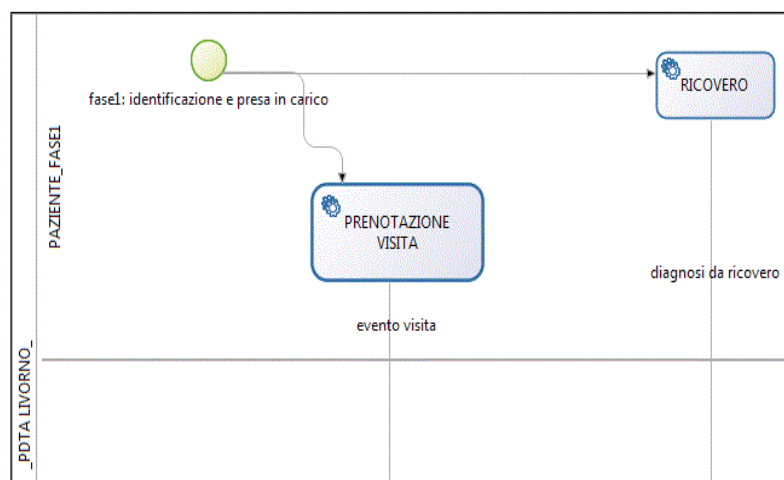 fase1: identificazione e presa in carico
RICOVERO
PAZIENTE_FASE1
PRENOTAZIONE
VISITA
diagnosi da ricovero
evento visita
_PDTA LIVORNO_